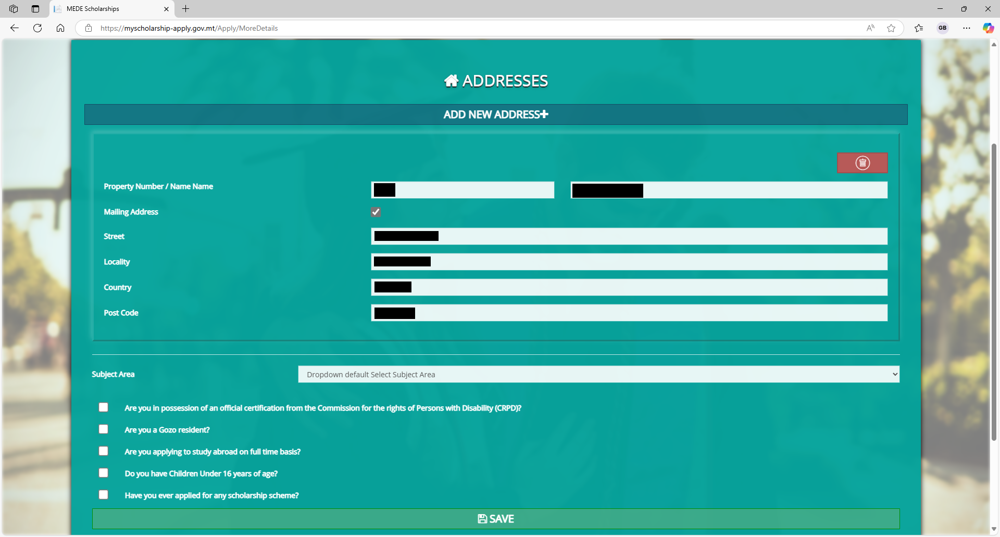 MEDE Scholarships
https://myscholarship-apply.gov.mt/Apply/MoreDetails
GB
ADDRESSES
ADD NEW ADDRESS
Property Number / Name Name
Mailing Address
Street
Locality
Country
Post Code
Subject Area
Dropdown default Select Subject Area
Are you in possession of an official certification from the Commission for the rights of Persons with Disability (CRPD)?
Are you a Gozo resident?
Are you applying to study abroad on full time basis?
Do you have Children Under 16 years of age?
Have you ever applied for any scholarship scheme?
SAVE